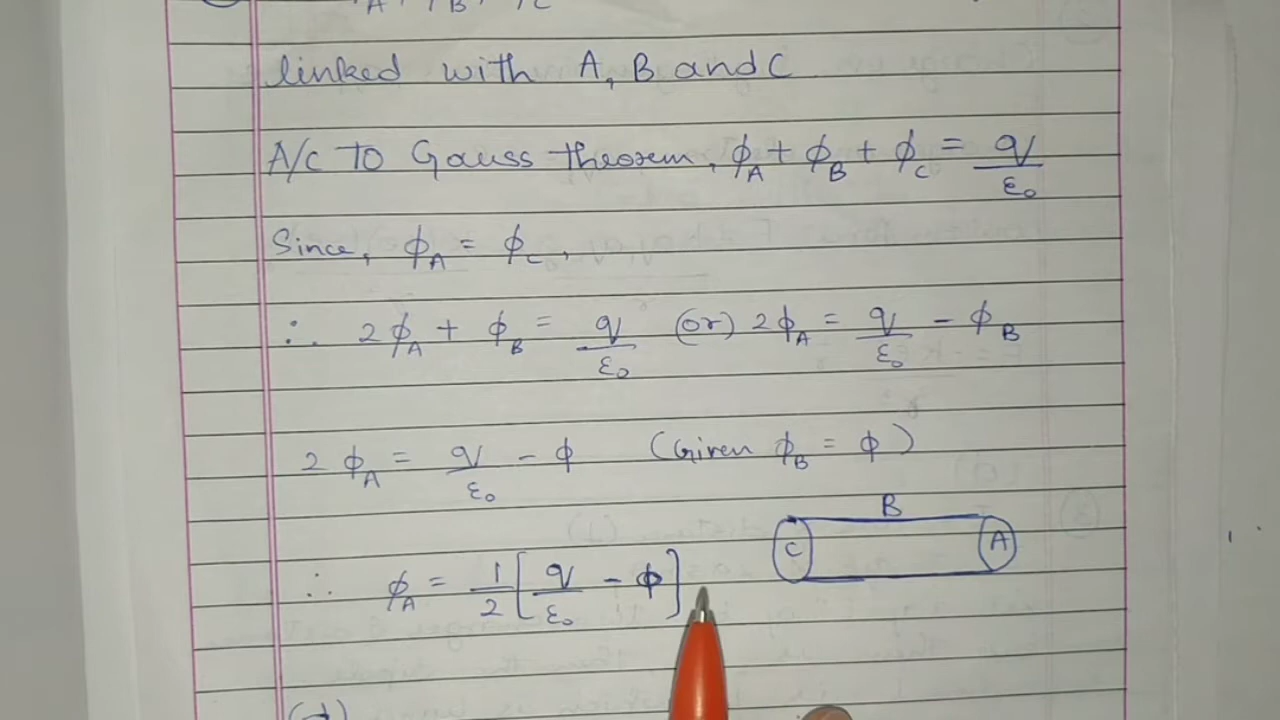 A, B, C
linked with A, B and C
A/C TO Gauss theorem, ϕ_A + ϕ_B + ϕ_C = q/ε₀
Since, ϕ_A = ϕ_C,
∴ 2ϕ_A + ϕ_B = q/ε₀ (or) 2ϕ_A = q/ε₀ - ϕ_B
2ϕ_A = q/ε₀ - ϕ (Given ϕ_B = ϕ)
B
C A
∴ ϕ_A = 1/2 [q/ε₀ - ϕ]
(d)